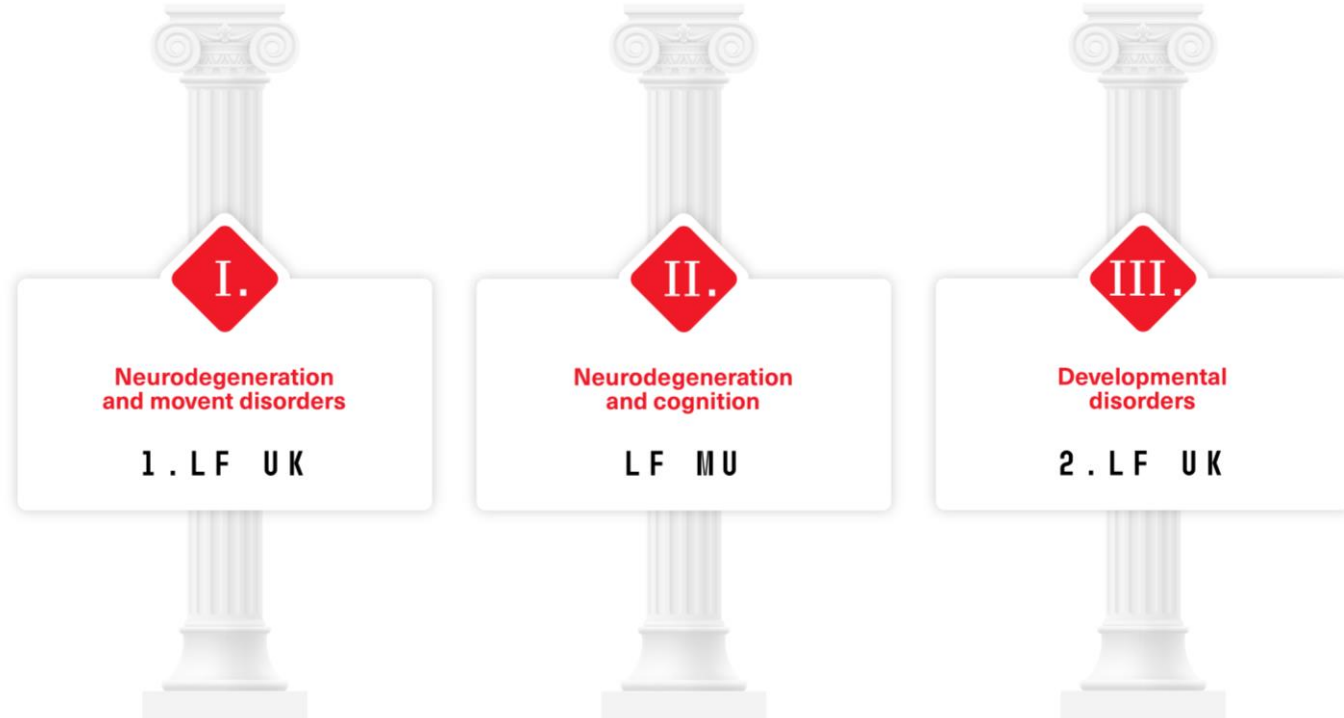 I.
Neurodegeneration
and movent disorders
1.LF UK
II.
Neurodegeneration
and cognition
LF MU
III.
Developmental
disorders
2.LF UK